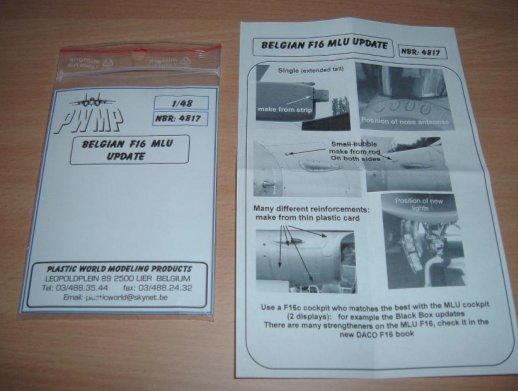 PWMP
1/48
NBR: 4817
BELGIAN F16 MLU
UPDATE
PLASTIC WORLD MODELING PRODUCTS
LEOPOLDPLEIN 89 2500 LIER BELGIUM
Tel: 03/488.35.44 fax: 03/488.24.32
Email: plasticworld@skynet.be
BELGIAN F16 MLU UPDATE
NBR: 4817
Single (extended tail)
make from strip
Position of nose antennae
Small bubble
make from rod
On both sides
Many different reinforcements:
make from thin plastic card
Position of new
lights
Use a F16c cockpit who matches the best with the MLU cockpit
(2 displays): for example the Black Box updates
There are many strengtheners on the MLU F16, check it in the
new DACO F16 book